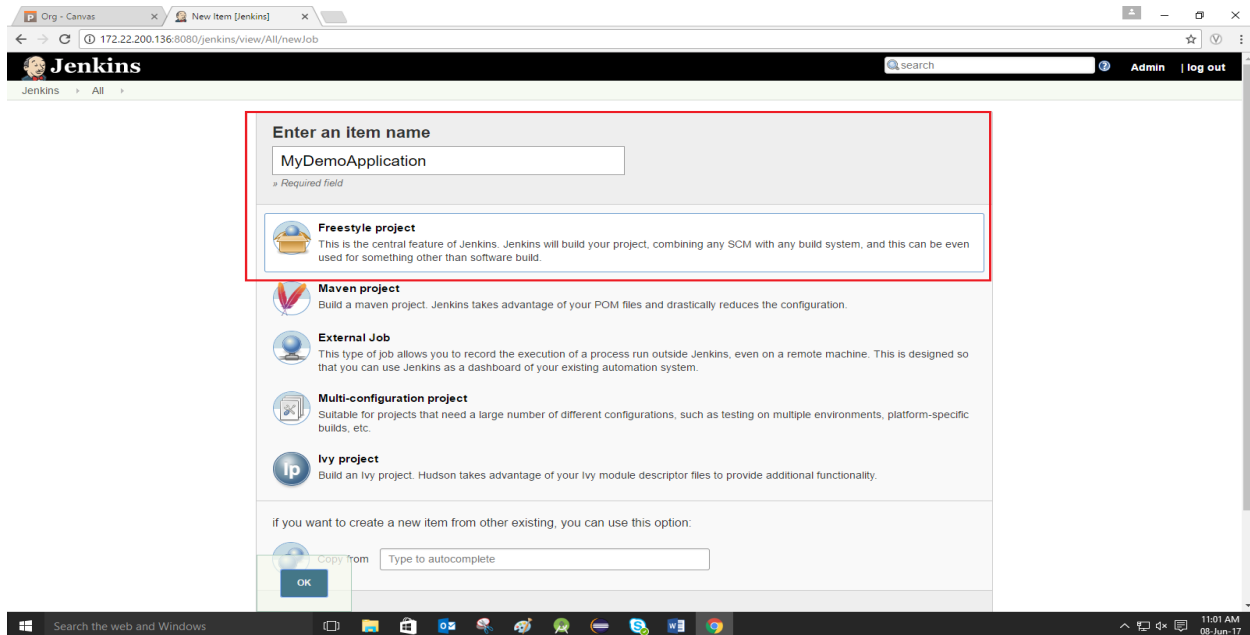 Org - Canvas
New Item [Jenkins]
172.22.200.136:8080/jenkins/view/All/newJob
Jenkins
search
Admin
| log out
Jenkins
All
Enter an item name
MyDemoApplication
» Required field
Freestyle project
This is the central feature of Jenkins. Jenkins will build your project, combining any SCM with any build system, and this can be even
used for something other than software build.
Maven project
Build a maven project. Jenkins takes advantage of your POM files and drastically reduces the configuration.
External Job
This type of job allows you to record the execution of a process run outside Jenkins, even on a remote machine. This is designed so
that you can use Jenkins as a dashboard of your existing automation system.
Multi-configuration project
Suitable for projects that need a large number of different configurations, such as testing on multiple environments, platform-specific
builds, etc.
Ivy project
Build an Ivy project. Hudson takes advantage of your Ivy module descriptor files to provide additional functionality.
if you want to create a new item from other existing, you can use this option:
Copy from
Type to autocomplete
OK
Search the web and Windows
11:01 AM
08-Jun-17